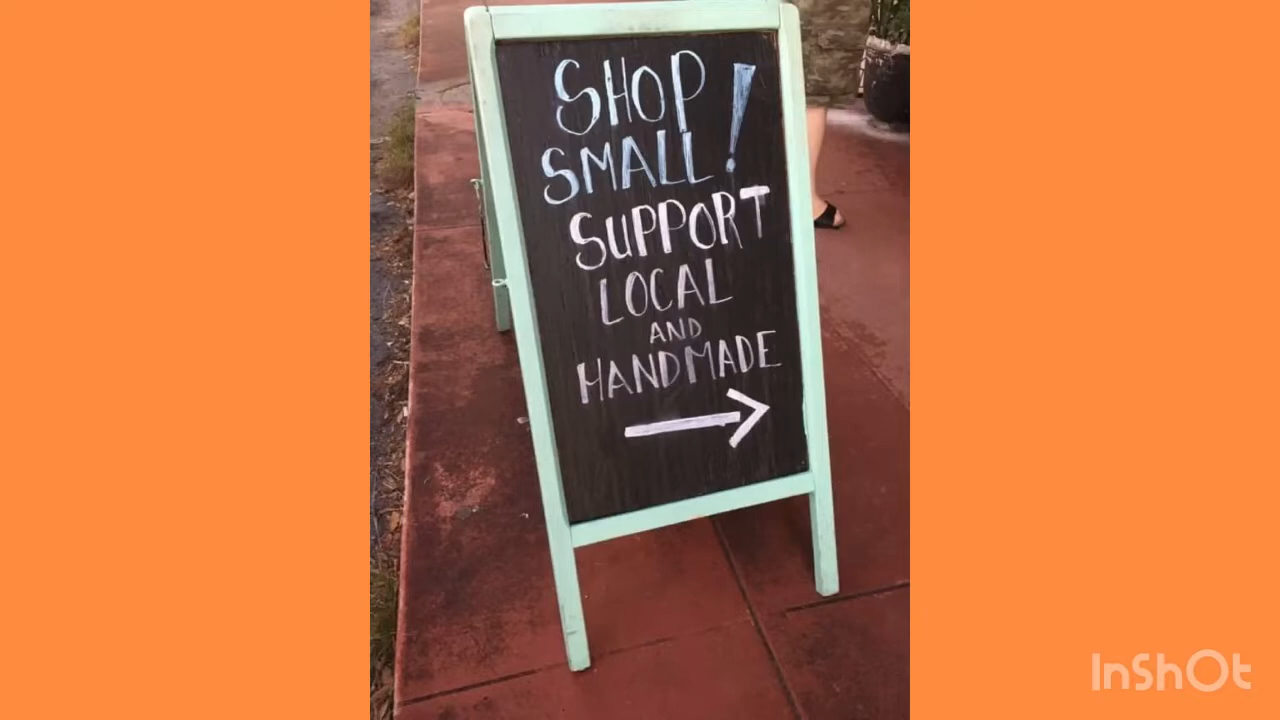 SHOP
SMALL!
SUPPORT
LOCAL
AND
HANDMADE
InShOt